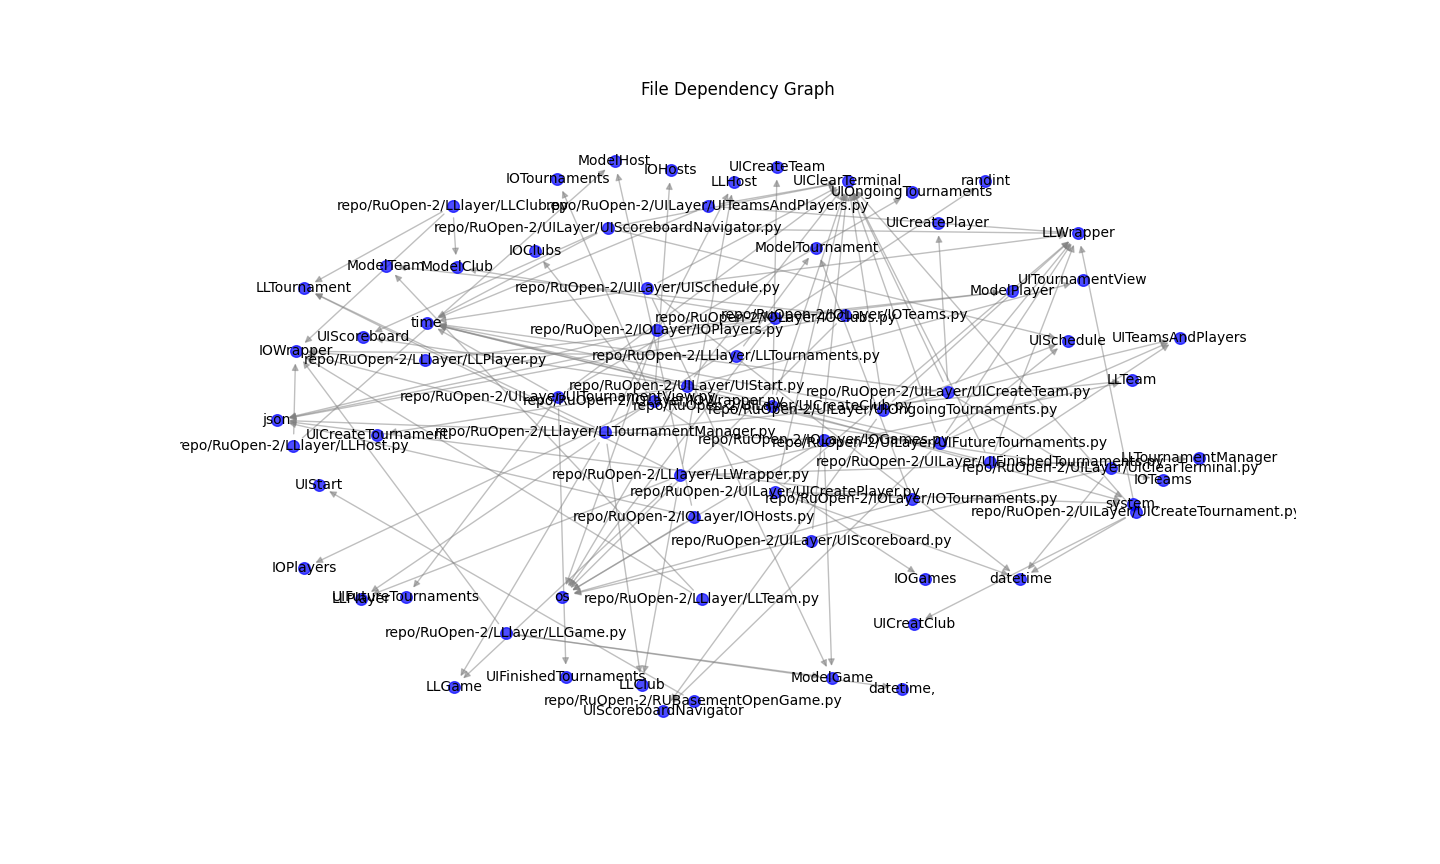 File Dependency Graph
ModelHost
IOHosts
UICreateTeam
IOTournaments
LLHost
UIClearTerminal
randint
UIOngoingTournaments
repo/RuOpen-2/LLlayer/LLClub.py
repo/RuOpen-2/UILayer/UITeamsAndPlayers.py
UICreatePlayer
repo/RuOpen-2/UILayer/UIScoreboardNavigator.py
LLWrapper
IOClubs
ModelTournament
ModelTeam
ModelClub
UITournamentView
LLTournament
repo/RuOpen-2/UILayer/UISchedule.py
ModelPlayer
repo/RuOpen-2/IOLayer/IOClubs.py
repo/RuOpen-2/IOLayer/IOTeams.py
time
repo/RuOpen-2/IOLayer/IOPlayers.py
UIScoreboard
UISchedule
UITeamsAndPlayers
IOWrapper
repo/RuOpen-2/LLlayer/LLPlayer.py
repo/RuOpen-2/LLlayer/LLTournaments.py
LLTeam
repo/RuOpen-2/UILayer/UIStart.py
repo/RuOpen-2/UILayer/UICreateTeam.py
repo/RuOpen-2/UILayer/UITournamentView.py
repo/RuOpen-2/IOLayer/IOWrapper.py
repo/RuOpen-2/UILayer/UICreateClub.py
repo/RuOpen-2/UILayer/UIOngoingTournaments.py
json
UICreateTournament
repo/RuOpen-2/LLlayer/LLTournamentManager.py
repo/RuOpen-2/LLlayer/LLHost.py
repo/RuOpen-2/IOLayer/IOGames.py
repo/RuOpen-2/UILayer/UIFutureTournaments.py
LLTournamentManager
repo/RuOpen-2/UILayer/UIFinishedTournaments.py
repo/RuOpen-2/UILayer/UIClearTerminal.py
repo/RuOpen-2/LLlayer/LLWrapper.py
IOTeams
UIStart
repo/RuOpen-2/UILayer/UICreatePlayer.py
repo/RuOpen-2/IOLayer/IOTournaments.py
system,
repo/RuOpen-2/UILayer/UICreateTournament.py
repo/RuOpen-2/IOLayer/IOHosts.py
repo/RuOpen-2/UILayer/UIScoreboard.py
IOPlayers
IOGames
datetime
LLPlayer
UIFutureTournaments
os
repo/RuOpen-2/LLlayer/LLTeam.py
UICreatClub
repo/RuOpen-2/LLlayer/LLGame.py
UIFinishedTournaments
ModelGame
LLGame
LLClub
datetime,
repo/RuOpen-2/RUBasementOpenGame.py
UIScoreboardNavigator